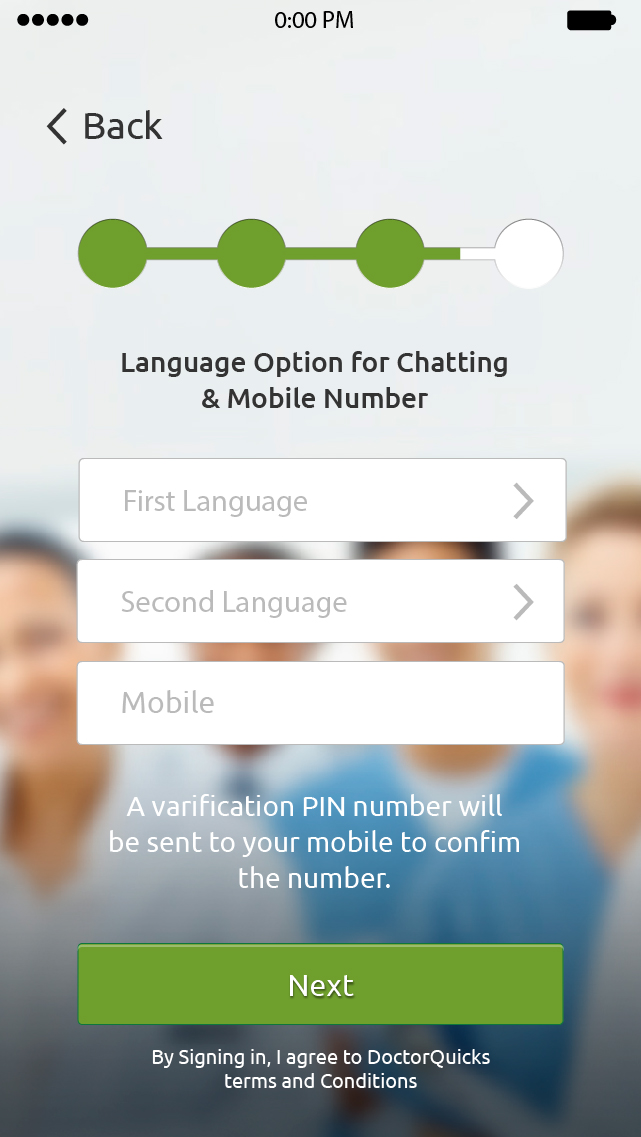 0:00 PM
Back
Language Option for Chatting
& Mobile Number
First Language
Second Language
Mobile
A varification PIN number will
be sent to your mobile to confim
the number.
Next
By Signing in, I agree to DoctorQuicks
terms and Conditions